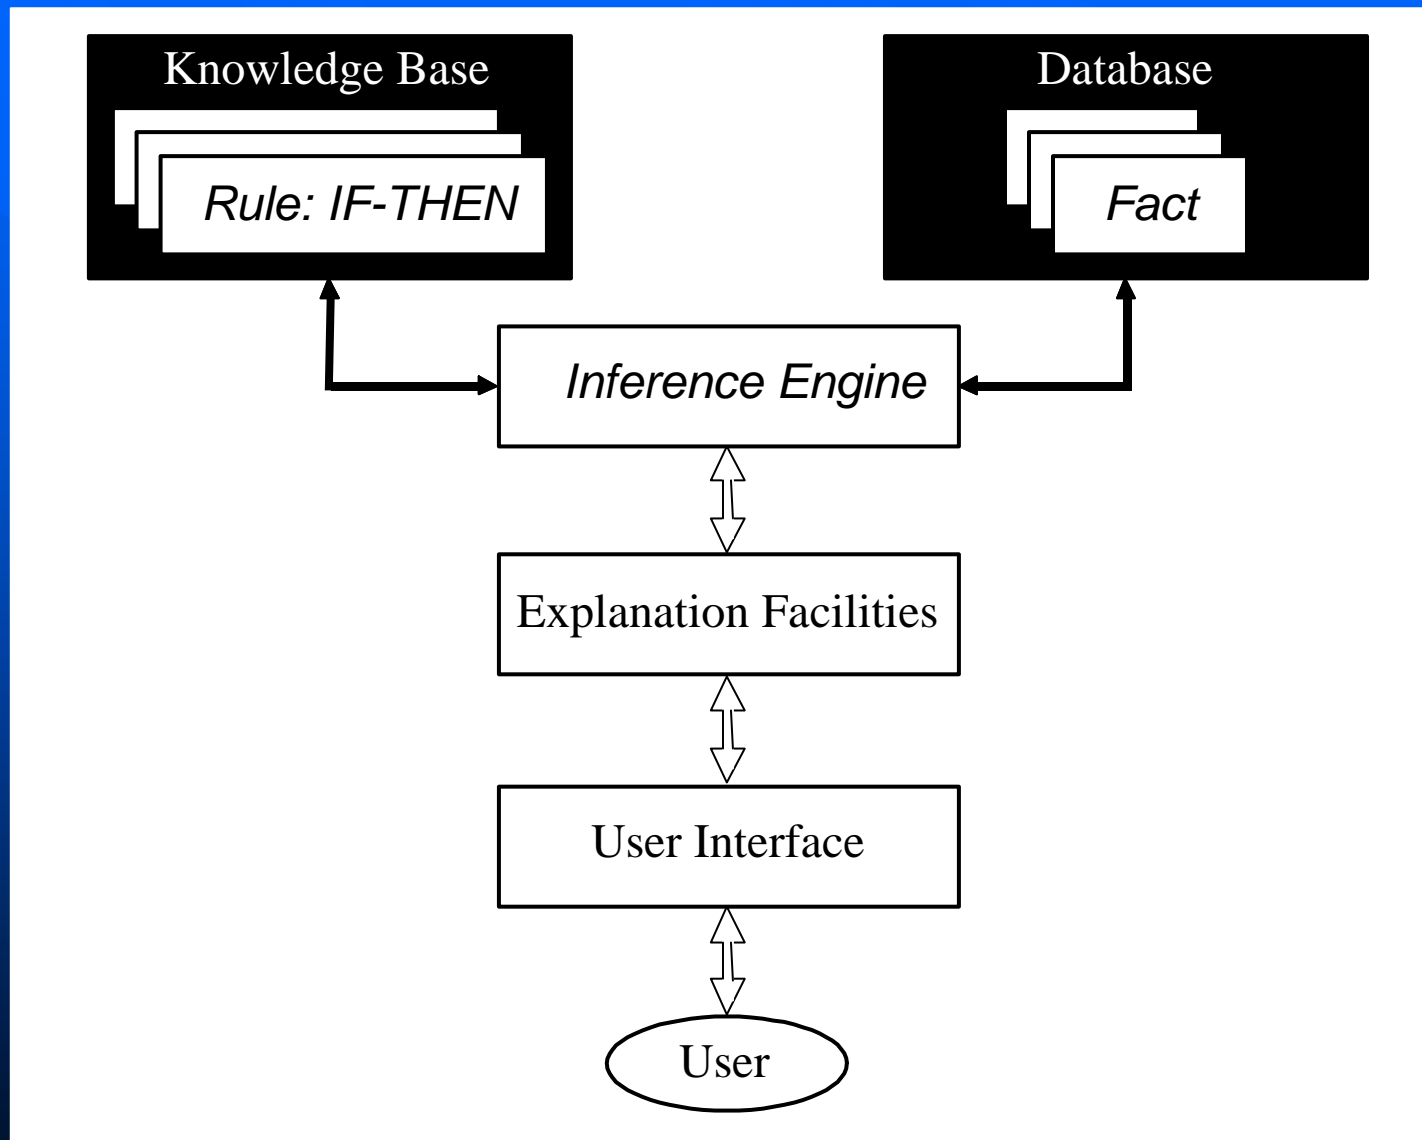 Knowledge Base
Database
Rule: IF-THEN
Fact
Inference Engine
Explanation Facilities
User Interface
User